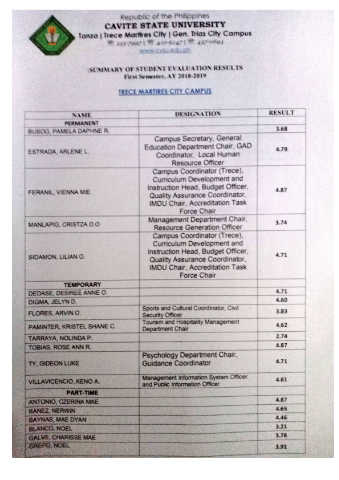 Republic of the Philippines
CAVITE STATE UNIVERSITY
Tanza | Trece Martires City | Gen. Trias City Campus
www.cvsu.edu.ph
SUMMARY OF STUDENT EVALUATION RESULTS
First Semester, AY 2018-2019
TRECE MARTIRES CITY CAMPUS
NAME DESIGNATION RESULT
PERMANENT
BUSOG, PAMELA DAPHNE R. 3.68
ESTRADA, ARLENE L. Campus Secretary, General
Education Department Chair, GAD
Coordinator, Local Human
Resource Officer 4.79
FERANIL, VIENNA MIE Campus Coordinator (Trece),
Curriculum Development and
Instruction Head, Budget Officer,
Quality Assurance Coordinator,
IMDU Chair, Accreditation Task
Force Chair 4.87
MANLAPIG, CRISTZA O.O. Management Department Chair,
Resource Generation Officer 3.74
SIDAMON, LILIAN G. Campus Coordinator (Trece),
Curriculum Development and
Instruction Head, Budget Officer,
Quality Assurance Coordinator,
IMDU Chair, Accreditation Task
Force Chair 4.71
TEMPORARY
DEDASE, DESIREE ANNE O. 4.71
DIGMA, JELYN D. 4.60
FLORES, ARVIN O. Sports and Cultural Coordinator, Civil
Security Officer 3.83
PAMINTER, KRISTEL SHANE C. Tourism and Hospitality Management
Department Chair 4.62
TARRAYA, NOLINDA P. 2.74
TOBIAS, ROSE ANN R. 4.87
TY, GIDEON LUKE Psychology Department Chair,
Guidance Coordinator 4.71
VILLAVICENCIO, KENO A. Management Information System Officer
and Public Information Officer 4.81
PART-TIME
ANTONIO, CZERINA MAE 4.87
IBAÑEZ, NERWIN 4.65
BAYNAS, MAE DYAN 4.46
BLANCO, NOEL 3.21
GALVE, CHARISSE MAE 3.76
GREPO, NOEL 3.91